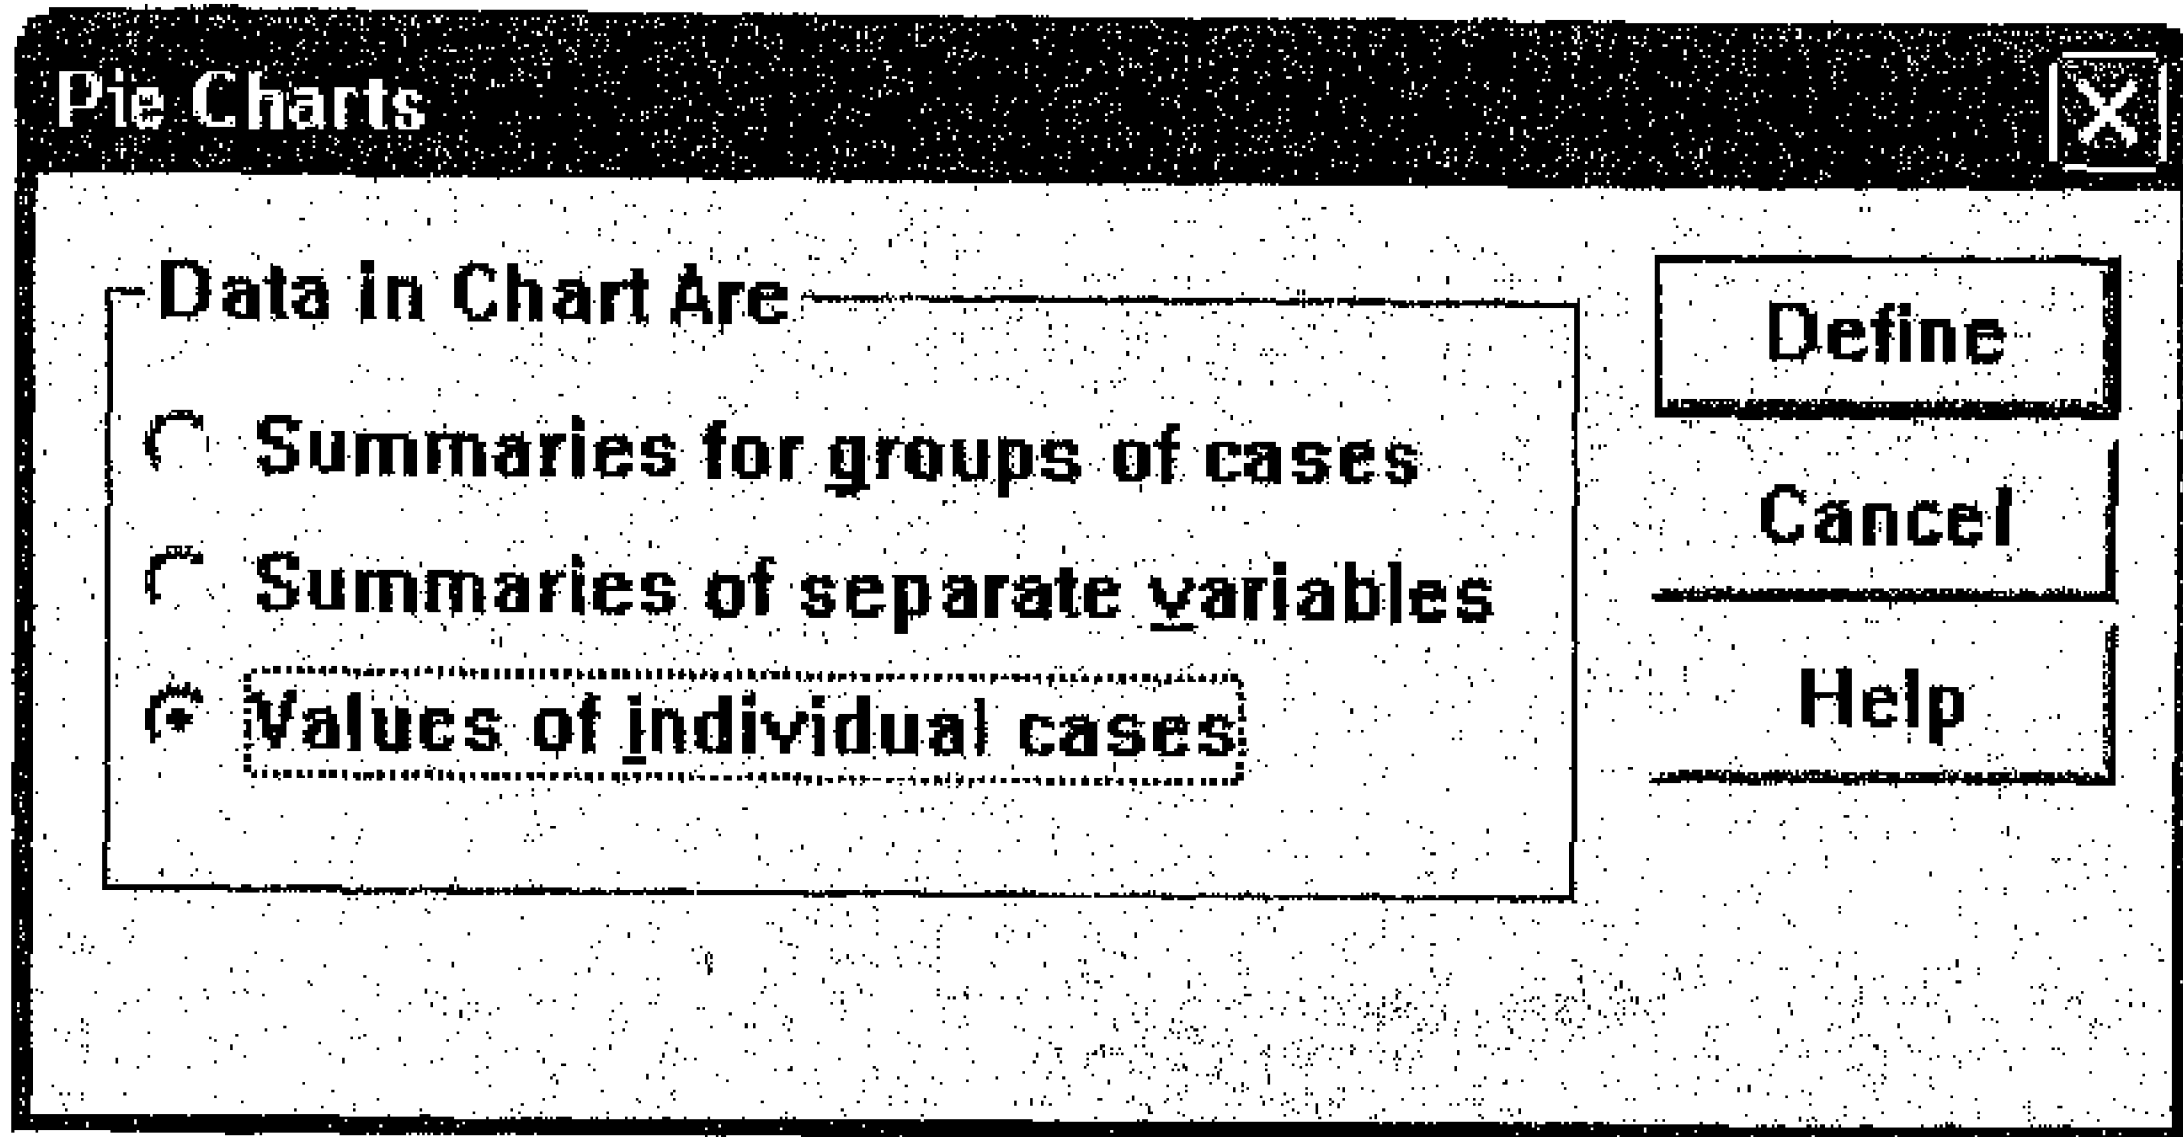 Pie Charts
Data in Chart Are
Summaries for groups of cases
Summaries of separate variables
Values of individual cases
Define
Cancel
Help